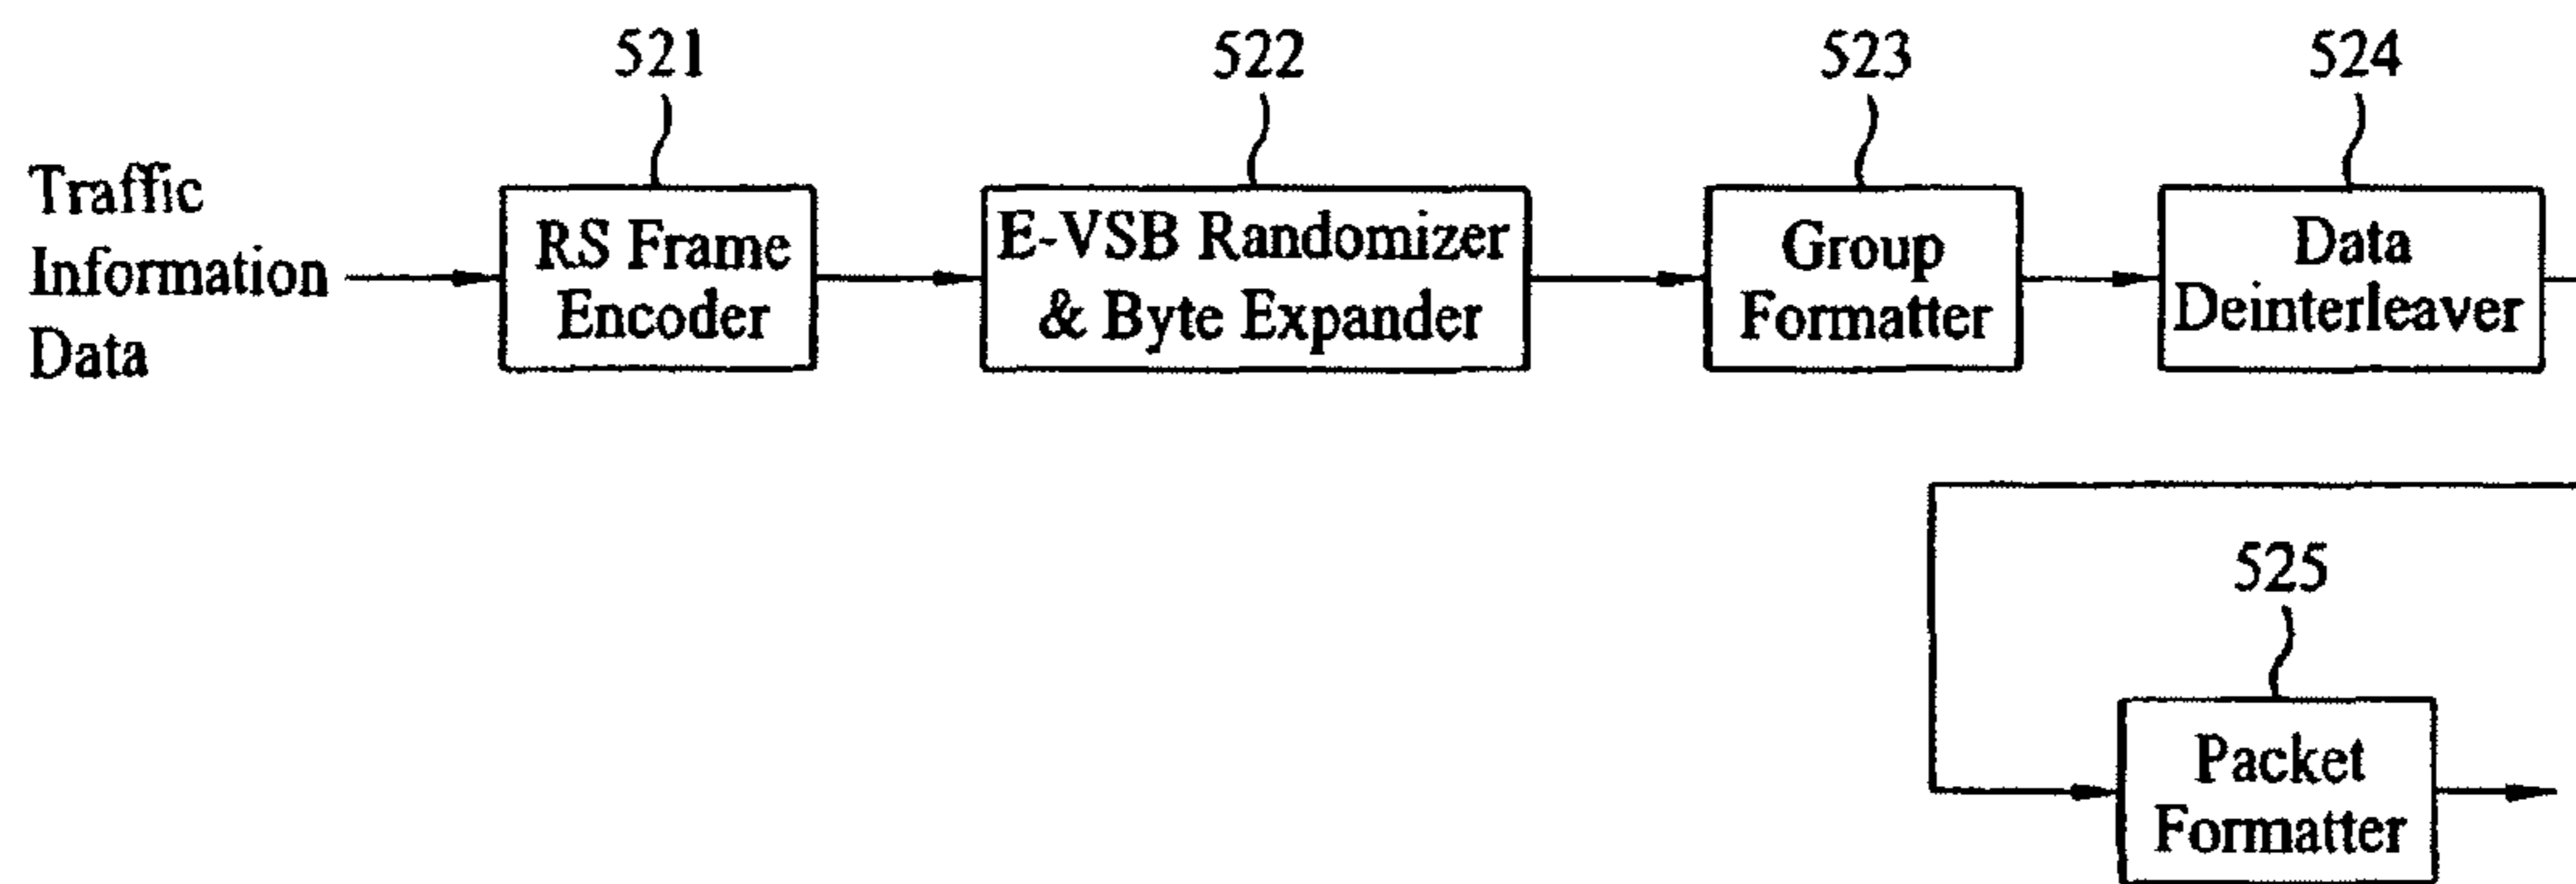 521
522
523
524
Traffic
Information
Data
RS Frame
Encoder
E-VSB Randomizer
& Byte Expander
Group
Formatter
Data
Deinterleaver
525
Packet
Formatter